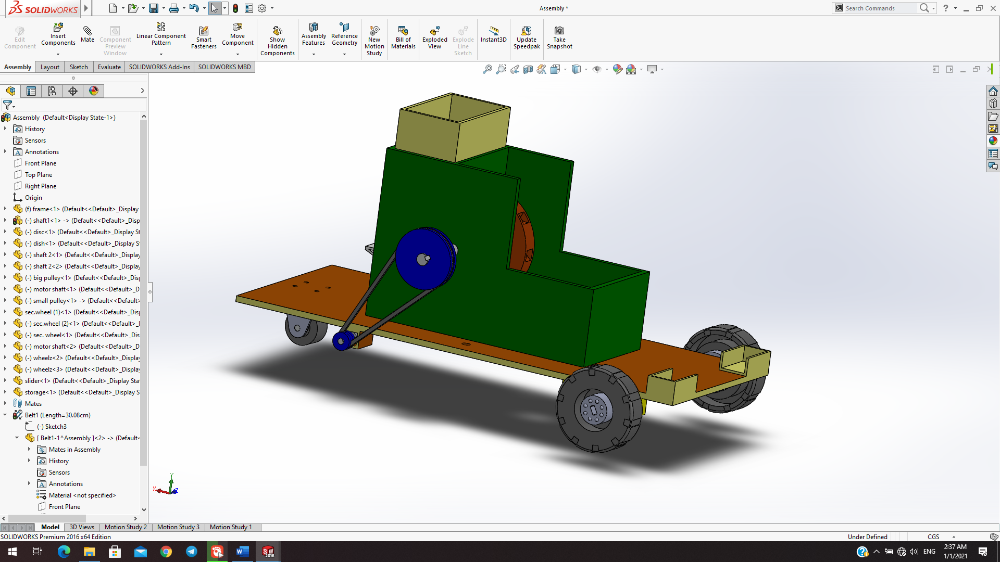 SOLIDWORKS
Assembly *
Search Commands
Edit Component
Insert Components
Mate
Component Preview Window
Linear Component Pattern
Smart Fasteners
Move Component
Show Hidden Components
Assembly Features
Reference Geometry
New Motion Study
Bill of Materials
Exploded View
Explode Line Sketch
Instant3D
Update Speedpak
Take Snapshot
Assembly
Layout
Sketch
Evaluate
SOLIDWORKS Add-Ins
SOLIDWORKS MBD
Assembly (Default<Display State-1>)
History
Sensors
Annotations
Front Plane
Top Plane
Right Plane
Origin
(f) frame<1> (Default<<Default>_Display
(-) shaft1<1> -> (Default<<Default>_Disp
(-) disc<1> (Default<<Default>_Display St
(-) dish<1> (Default<<Default>_Display S
(-) shaft 2<1> (Default<<Default>_Display
(-) shaft 2<2> (Default<<Default>_Display
(-) big pulley<1> (Default<<Default>_Disp
(-) motor shaft<1> (Default<<Default>_D
(-) small pulley<1> -> (Default<<Default>
sec.wheel (1)<1> (Default<<Default>_Disp
(-) sec.wheel (2)<1> (Default<<Default>_
(-) sec. wheel<1> (Default<<Default>_Dis
(-) motor shaft<2> (Default<<Default>_D
(-) wheelz<2> (Default<<Default>_Display
(-) wheelz<3> (Default<<Default>_Display
slider<1> (Default<<Default>_Display Sta
storage<1> (Default<<Default>_Display S
Mates
Belt1 (Length=30.08cm)
(-) Sketch3
[ Belt1-1^Assembly ]<2> -> (Default<
Mates in Assembly
History
Sensors
Annotations
Material <not specified>
Front Plane
Y
X
Z
Model
3D Views
Motion Study 2
Motion Study 3
Motion Study 1
SOLIDWORKS Premium 2016 x64 Edition
Under Defined
CGS
ENG
2:37 AM
1/1/2021